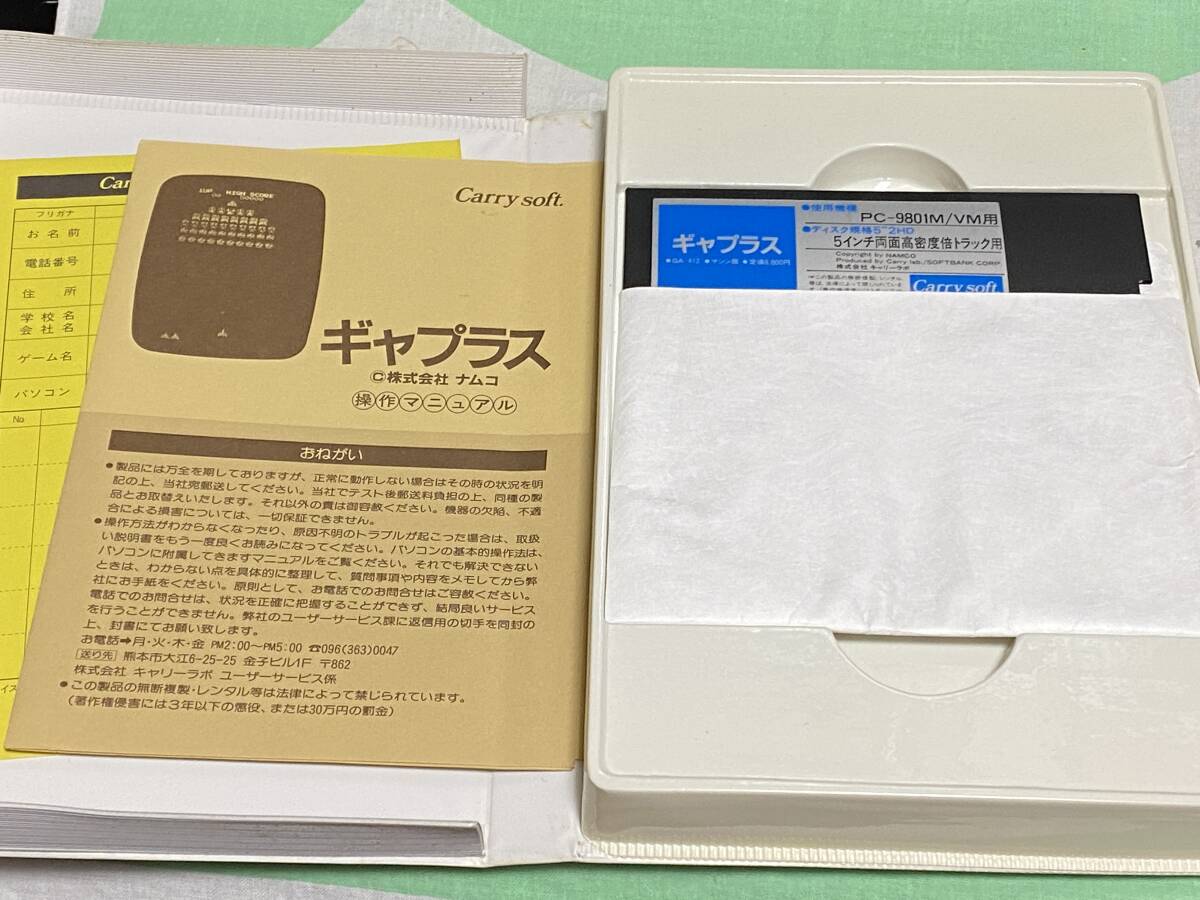 Car
フリガナ
お名前
電話番号
住　所
学校名
会社名
ゲーム名
パソコン
No
Carry soft.
1UP HIGH SCORE
00 00000
ギャプラス
©株式会社 ナムコ
操作マニュアル
おねがい
●製品には万全を期しておりますが、正常に動作しない場合はその時の状況を明
記の上、当社宛郵送してください。当社でテスト後郵送料負担の上、同種の製
品とお取替えいたします。それ以外の責は御容赦ください。機器の欠陥、不適
合による損害については、一切保証できません。
●操作方法がわからなくなったり、原因不明のトラブルが起こった場合は、取扱
い説明書をもう一度良くお読みになってください。パソコンの基本的操作法は、
パソコンに附属してきますマニュアルをご覧ください。それでも解決できない
ときは、わからない点を具体的に整理して、質問事項や内容をメモしてから弊
社にお手紙をください。原則として、お電話でのお問合せはご容赦ください。
電話でのお問合せは、状況を正確に把握することができず、結局良いサービス
を行うことができません。弊社のユーザーサービス課に返信用の切手を同封の
上、封書にてお願い致します。
お電話➡月・火・木・金 PM2:00〜PM5:00 ☎096(363)0047
送り先 熊本市大江6-25-25 金子ビル1F 〒862
株式会社 キャリーラボ ユーザーサービス係
●この製品の無断複製・レンタル等は法律によって禁じられています。
(著作権侵害には3年以下の懲役、または30万円の罰金)
ギャプラス
●GA-412 ●マシン語 ●定価6,800円
●使用機種
PC-9801M/VM用
●ディスク規格5"2HD
5インチ両面高密度倍トラック用
Copyright by NAMCO
Produced by Carry lab./SOFTBANK CORP
株式会社 キャリーラボ
Carry soft